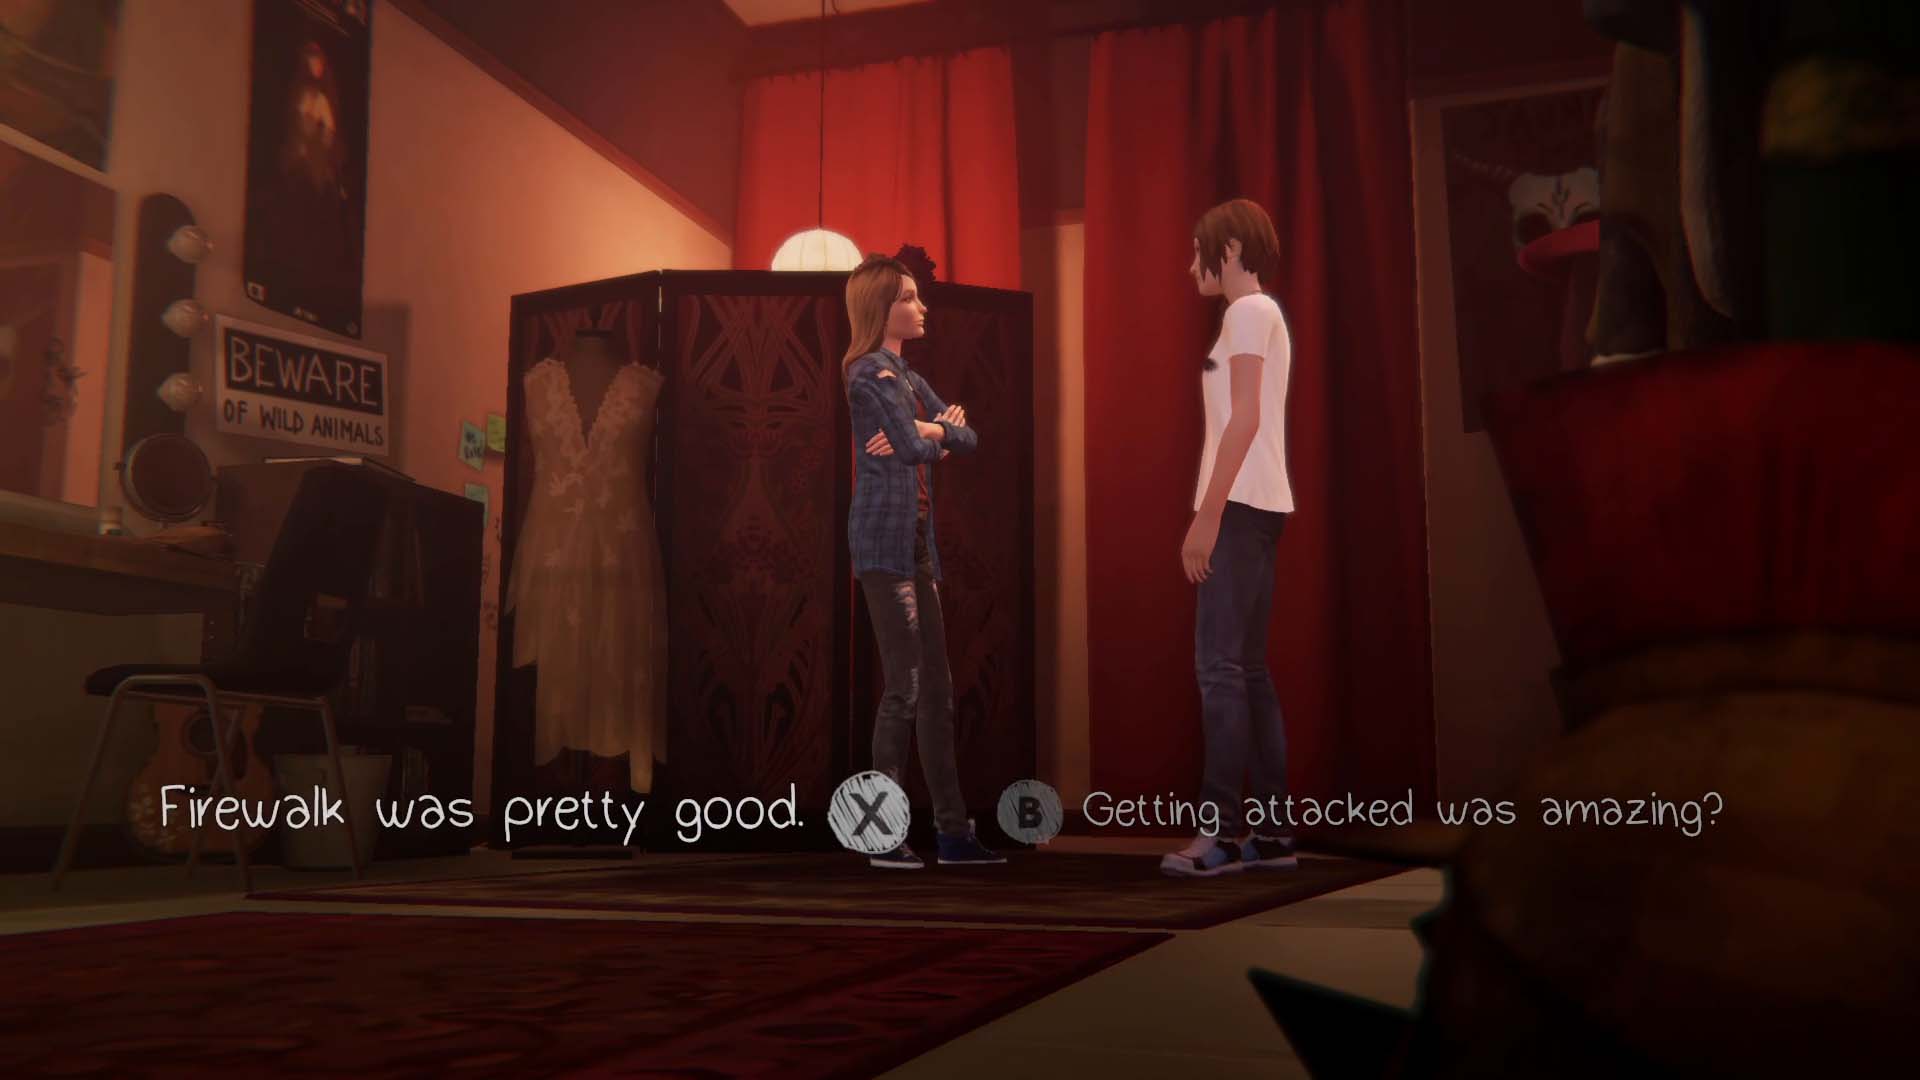 BEWARE
OF WILD ANIMALS
Firewalk was pretty good. X
B Getting attacked was amazing?